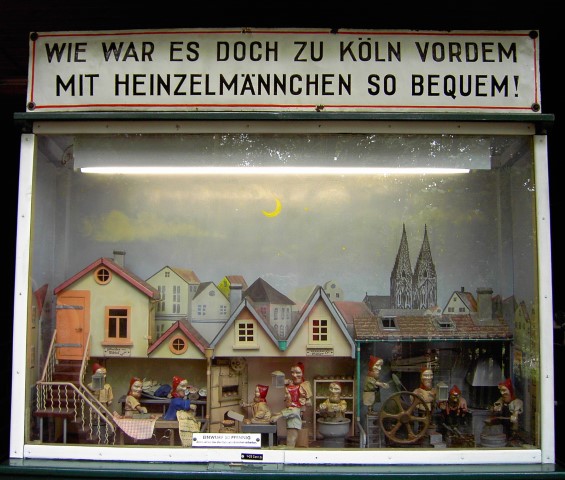 WIE WAR ES DOCH ZU KÖLN VORDEM
MIT HEINZELMÄNNCHEN SO BEQUEM!